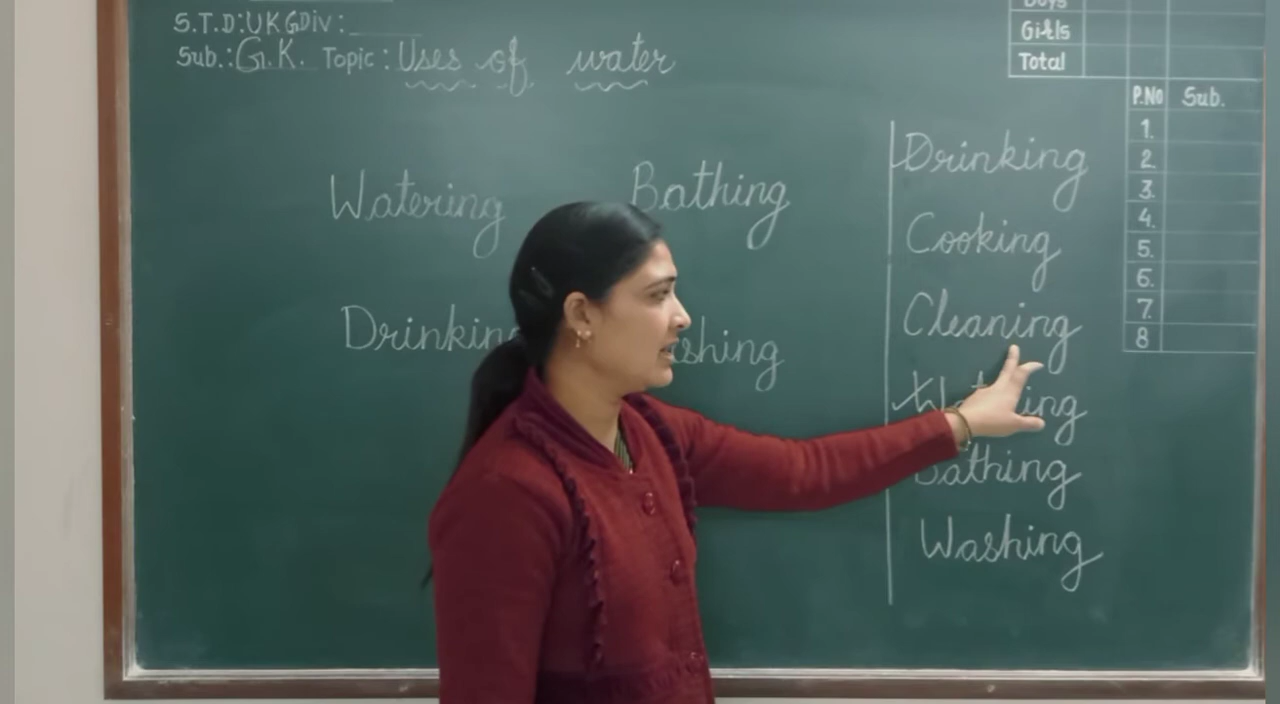 S.T.D: UKG Div:
Sub.: G.K. Topic: Uses of water
Watering Bathing
Drinking
Drinking
Cooking
Cleaning
Bathing
Washing
Boys
Girls
Total
P.No Sub.
1.
2.
3.
4.
5.
6.
7.
8